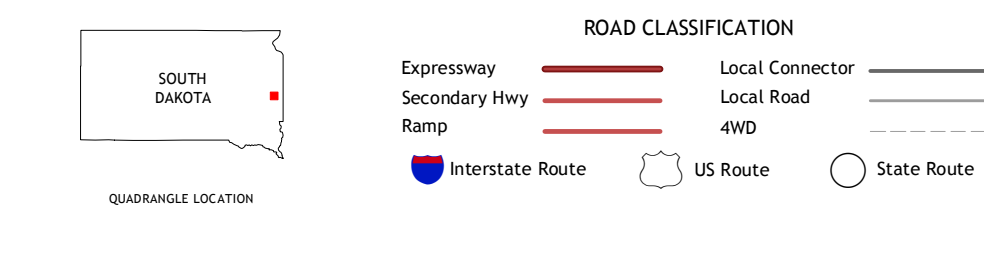 SOUTH
DAKOTA
QUADRANGLE LOCATION
ROAD CLASSIFICATION
Expressway
Local Connector
Secondary Hwy
Local Road
Ramp
4WD
Interstate Route
US Route
State Route